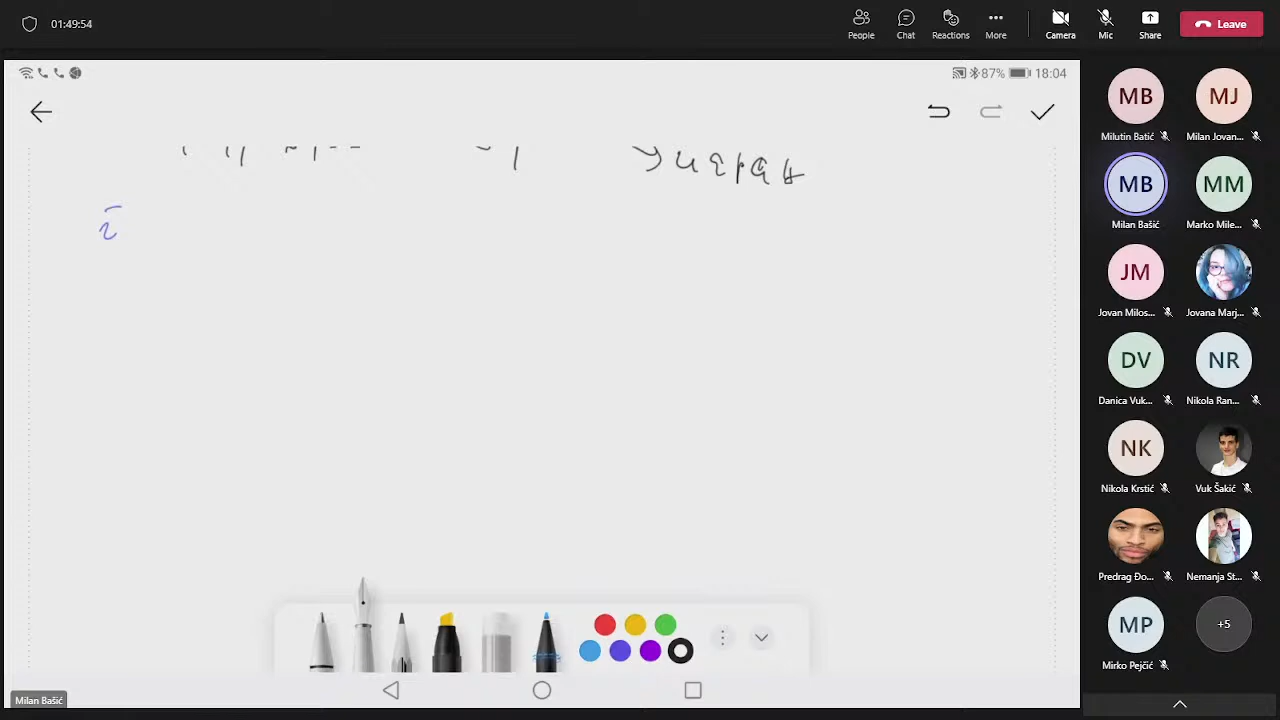 01:49:54
People Chat Reactions More Camera Mic Share Leave
87% 18:04
MB MJ
Milutin Batić Milan Jovan...
MB MM
Milan Bašić Marko Mile...
JM
Jovan Milos... Jovana Marj...
DV NR
Danica Vuk... Nikola Ran...
NK
Nikola Krstić Vuk Šakić
Predrag Đo... Nemanja St...
MP +5
Mirko Pejčić
Milan Bašić